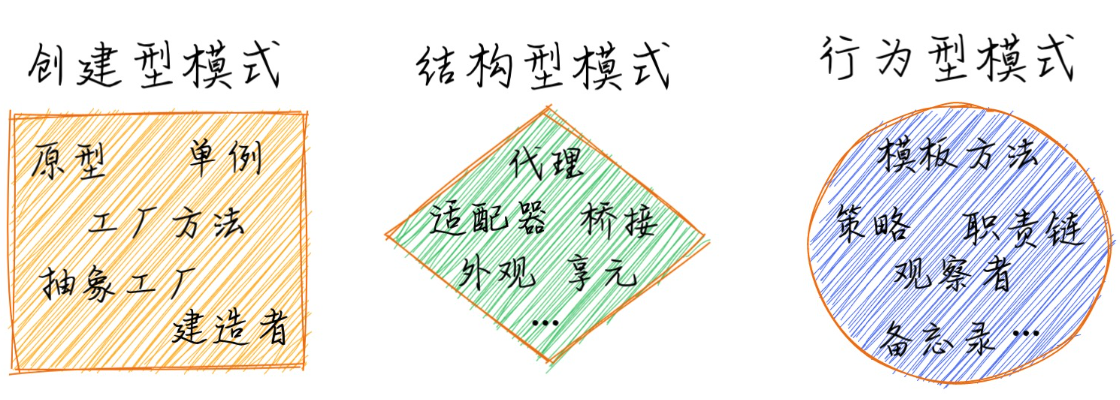 创建型模式
原型 单例
工厂方法
抽象工厂
建造者
结构型模式
代理
适配器 桥接
外观 享元
...
行为型模式
模板方法
策略 职责链
观察者
备忘录...